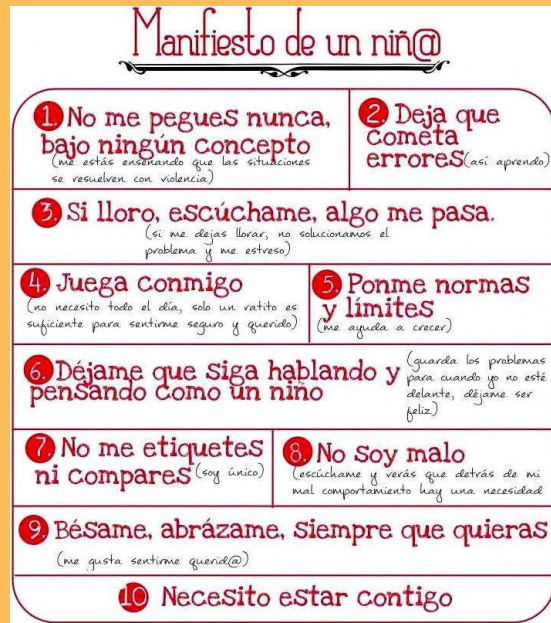 Manifiesto de un niñ@
1. No me pegues nunca,
bajo ningún concepto
(me estás enseñando que las situaciones
se resuelven con violencia)
2. Deja que
cometa
errores (así aprendo)
3. Si lloro, escúchame, algo me pasa.
(si me dejas llorar, no solucionamos el
problema y me estreso)
4. Juega conmigo
(no necesito todo el día, solo un ratito es
suficiente para sentirme seguro y querido)
5. Ponme normas
y límites
(me ayuda a crecer)
6. Déjame que siga hablando y
pensando como un niño
(guarda los problemas
para cuando yo no esté
delante, déjame ser
feliz)
7. No me etiquetes
ni compares (soy único)
8. No soy malo
(escúchame y verás que detrás de mi
mal comportamiento hay una necesidad
9. Bésame, abrázame, siempre que quieras
(me gusta sentirme querid@)
10 Necesito estar contigo